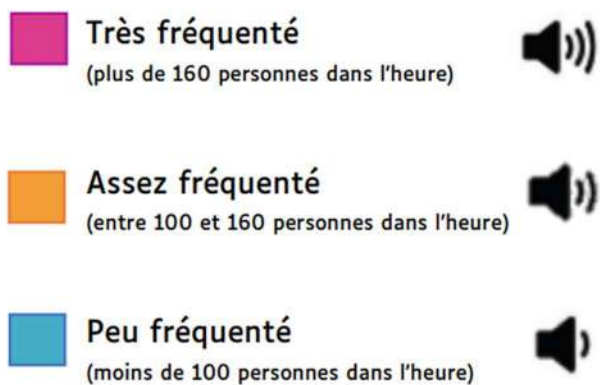 Très fréquenté
(plus de 160 personnes dans l'heure)
Assez fréquenté
(entre 100 et 160 personnes dans l'heure)
Peu fréquenté
(moins de 100 personnes dans l'heure)